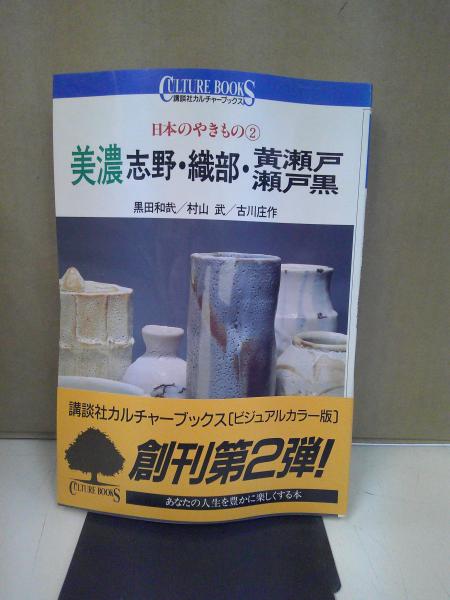 CULTURE BOOKS
講談社カルチャーブックス
日本のやきもの②
美濃 志野・織部・黄瀬戸
瀬戸黒
黒田和哉/村山 武/古川庄作
講談社カルチャーブックス[ビジュアルカラー版]
創刊第2弾!
CULTURE BOOKS
あなたの人生を豊かに楽しくする本